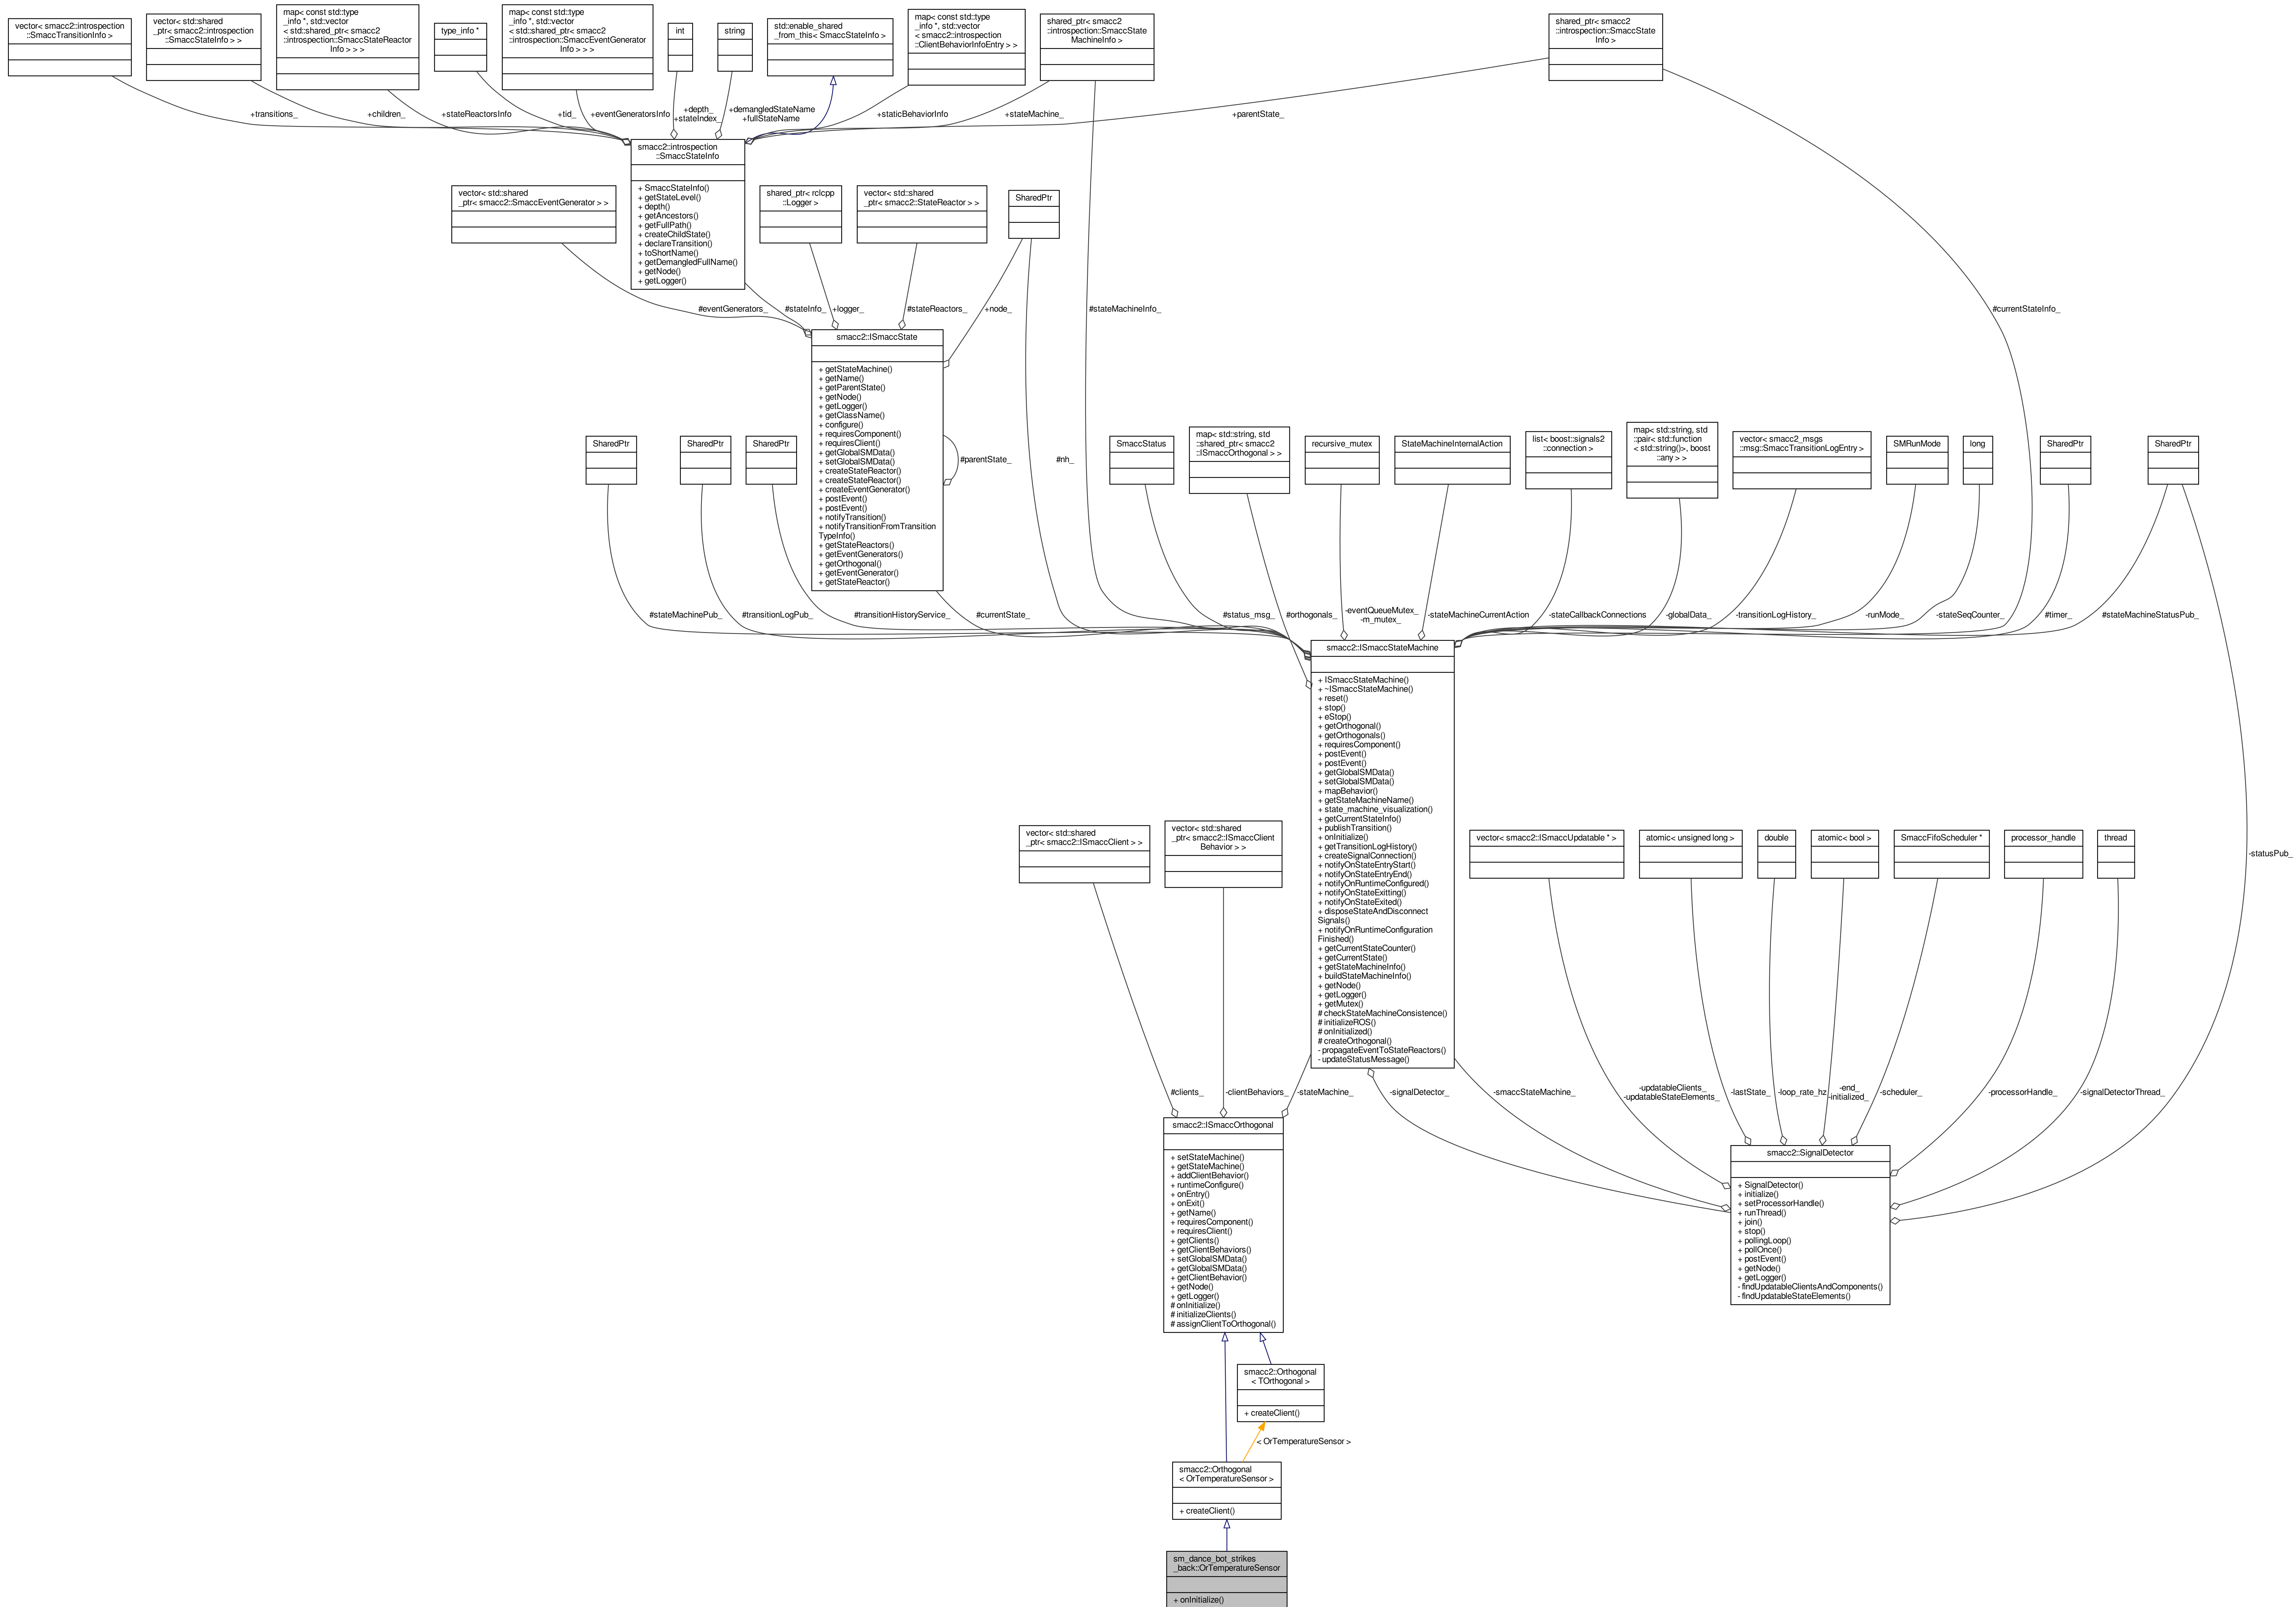 vector< smacc2::introspection
::SmaccTransitionInfo >
vector< std::shared
_ptr< smacc2::introspection
::SmaccStateInfo > >
map< const std::type
_info *, std::vector
< std::shared_ptr< smacc2
::introspection::SmaccStateReactor
Info > > >
type_info *
map< const std::type
_info *, std::vector
< std::shared_ptr< smacc2
::introspection::SmaccEventGenerator
Info > > >
int
string
std::enable_shared
_from_this< SmaccStateInfo >
map< const std::type
_info *, std::vector
< smacc2::introspection
::ClientBehaviorInfoEntry > >
shared_ptr< smacc2
::introspection::SmaccState
MachineInfo >
shared_ptr< smacc2
::introspection::SmaccState
Info >
+transitions_
+children_
+stateReactorsInfo
+tid_
+eventGeneratorsInfo
+depth_
+stateIndex_
+demangledStateName
+fullStateName
+staticBehaviorInfo
+stateMachine_
+parentState_
smacc2::introspection
::SmaccStateInfo
+ SmaccStateInfo()
+ getStateLevel()
+ depth()
+ getAncestors()
+ getFullPath()
+ createChildState()
+ declareTransition()
+ toShortName()
+ getDemangledFullName()
+ getNode()
+ getLogger()
vector< std::shared
_ptr< smacc2::SmaccEventGenerator > >
shared_ptr< rclcpp
::Logger >
vector< std::shared
_ptr< smacc2::StateReactor > >
SharedPtr
#eventGenerators_
#stateInfo_
+logger_
#stateReactors_
+node_
#stateMachineInfo_
#currentStateInfo_
smacc2::ISmaccState
+ getStateMachine()
+ getName()
+ getParentState()
+ getNode()
+ getLogger()
+ getClassName()
+ configure()
+ requiresComponent()
+ requiresClient()
+ getGlobalSMData()
+ setGlobalSMData()
+ createStateReactor()
+ createStateReactor()
+ createEventGenerator()
+ postEvent()
+ postEvent()
+ notifyTransition()
+ notifyTransitionFromTransition
TypeInfo()
+ getStateReactors()
+ getEventGenerators()
+ getOrthogonal()
+ getEventGenerator()
+ getStateReactor()
#parentState_
#nh_
SharedPtr
SharedPtr
SharedPtr
SmaccStatus
map< std::string, std
::shared_ptr< smacc2
::ISmaccOrthogonal > >
recursive_mutex
StateMachineInternalAction
list< boost::signals2
::connection >
map< std::string, std
::pair< std::function
< std::string()>, boost
::any > >
vector< smacc2_msgs
::msg::SmaccTransitionLogEntry >
SMRunMode
long
SharedPtr
SharedPtr
#stateMachinePub_
#transitionLogPub_
#transitionHistoryService_
#currentState_
#status_msg_
#orthogonals_
-eventQueueMutex_
-m_mutex_
-stateMachineCurrentAction
-stateCallbackConnections
-globalData_
-transitionLogHistory_
-runMode_
-stateSeqCounter_
#timer_
#stateMachineStatusPub_
smacc2::ISmaccStateMachine
+ ISmaccStateMachine()
+ ~ISmaccStateMachine()
+ reset()
+ stop()
+ eStop()
+ getOrthogonal()
+ getOrthogonals()
+ requiresComponent()
+ postEvent()
+ postEvent()
+ getGlobalSMData()
+ setGlobalSMData()
+ mapBehavior()
+ getStateMachineName()
+ state_machine_visualization()
+ getCurrentStateInfo()
+ publishTransition()
+ onInitialize()
+ getTransitionLogHistory()
+ createSignalConnection()
+ notifyOnStateEntryStart()
+ notifyOnStateEntryEnd()
+ notifyOnRuntimeConfigured()
+ notifyOnStateExitting()
+ notifyOnStateExited()
+ disposeStateAndDisconnect
Signals()
+ notifyOnRuntimeConfiguration
Finished()
+ getCurrentStateCounter()
+ getCurrentState()
+ getStateMachineInfo()
+ buildStateMachineInfo()
+ getNode()
+ getLogger()
+ getMutex()
# checkStateMachineConsistence()
# initializeROS()
# onInitialized()
# createOrthogonal()
- propagateEventToStateReactors()
- updateStatusMessage()
vector< std::shared
_ptr< smacc2::ISmaccClient > >
vector< std::shared
_ptr< smacc2::ISmaccClient
Behavior > >
vector< smacc2::ISmaccUpdatable * >
atomic< unsigned long >
double
atomic< bool >
SmaccFifoScheduler *
processor_handle
thread
-statusPub_
#clients_
-clientBehaviors_
-stateMachine_
-signalDetector_
-smaccStateMachine_
-updatableClients_
-updatableStateElements_
-lastState_
-loop_rate_hz
-end_
-initialized_
-scheduler_
-processorHandle_
-signalDetectorThread_
smacc2::ISmaccOrthogonal
+ setStateMachine()
+ getStateMachine()
+ addClientBehavior()
+ runtimeConfigure()
+ onEntry()
+ onExit()
+ getName()
+ requiresComponent()
+ requiresClient()
+ getClients()
+ getClientBehaviors()
+ setGlobalSMData()
+ getGlobalSMData()
+ getClientBehavior()
+ getNode()
+ getLogger()
# onInitialize()
# initializeClients()
# assignClientToOrthogonal()
smacc2::SignalDetector
+ SignalDetector()
+ initialize()
+ setProcessorHandle()
+ runThread()
+ join()
+ stop()
+ pollingLoop()
+ pollOnce()
+ postEvent()
+ getNode()
+ getLogger()
- findUpdatableClientsAndComponents()
- findUpdatableStateElements()
smacc2::Orthogonal
< TOrthogonal >
+ createClient()
< OrTemperatureSensor >
smacc2::Orthogonal
< OrTemperatureSensor >
+ createClient()
sm_dance_bot_strikes
_back::OrTemperatureSensor
+ onInitialize()